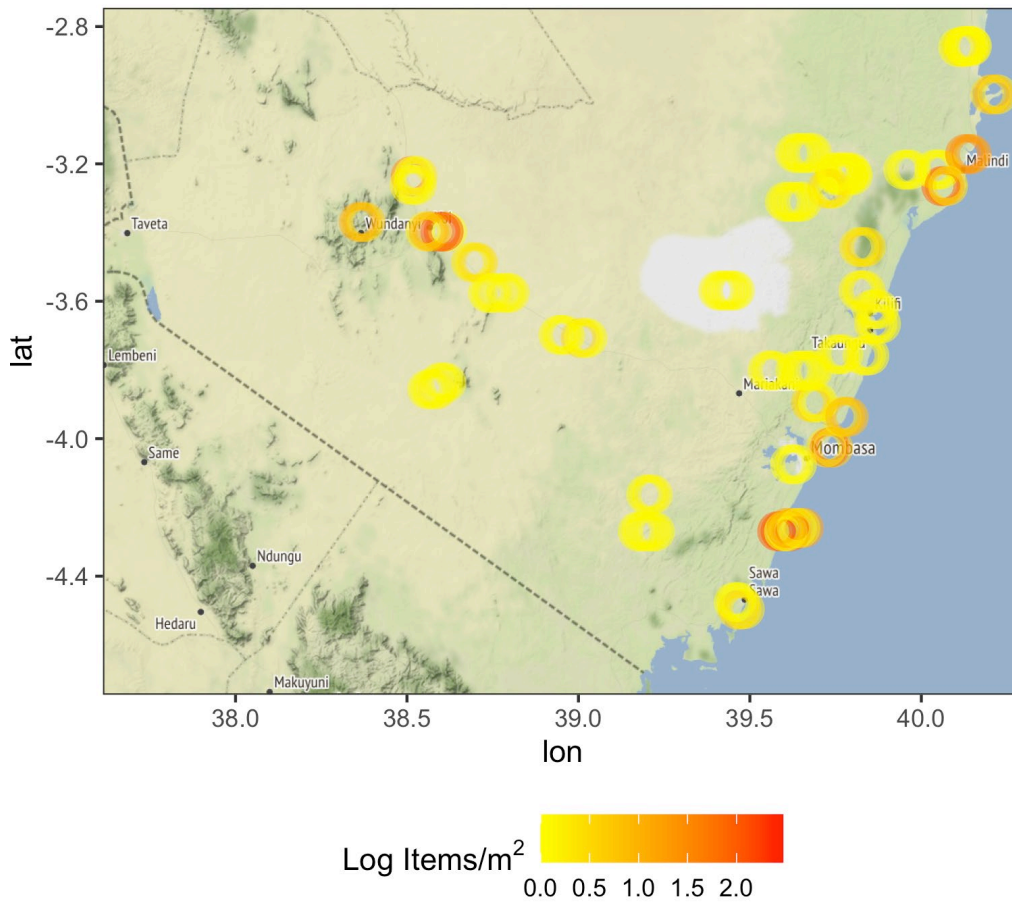 lat
-2.8
-3.2
-3.6
-4.0
-4.4
Malindi
Taveta
Lembeni
Same
Mombasa
Ndungu
Sawa
Sawa
Hedaru
Makuyuni
38.0 38.5 39.0 39.5 40.0
lon
Log Items/m²
0.0 0.5 1.0 1.5 2.0